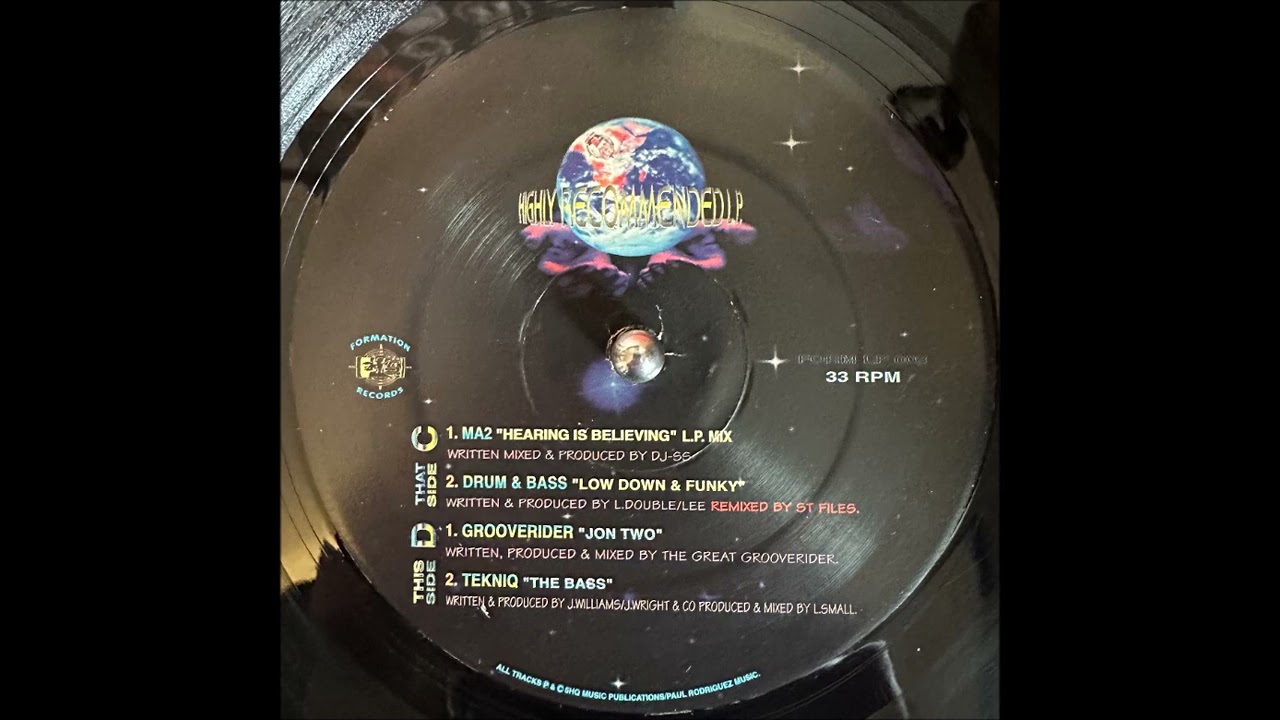 HIGHLY RECOMMENDED L.P.
FORMATION
RECORDS
FORM LP
33 RPM
THAT SIDE C
1. MA2 "HEARING IS BELIEVING" L.P. MIX
WRITTEN MIXED & PRODUCED BY DJ-SS
2. DRUM & BASS "LOW DOWN & FUNKY"
WRITTEN & PRODUCED BY L.DOUBLE/LEE REMIXED BY ST FILES.
THIS SIDE D
1. GROOVERIDER "JON TWO"
WRITTEN, PRODUCED & MIXED BY THE GREAT GROOVERIDER.
2. TEKNIQ "THE BASS"
WRITTEN & PRODUCED BY J.WILLIAMS/J.WRIGHT & CO PRODUCED & MIXED BY L.SMALL.
ALL TRACKS P & C SHQ MUSIC PUBLICATIONS/PAUL RODRIGUEZ MUSIC.